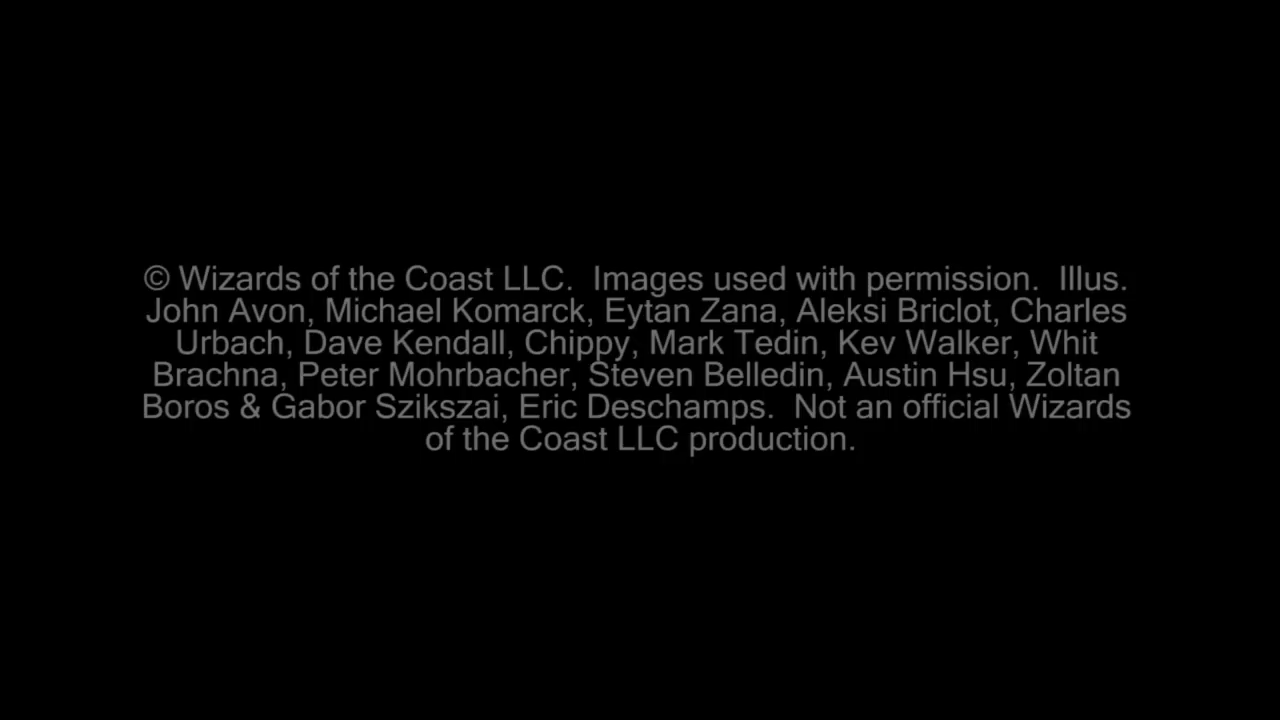 © Wizards of the Coast LLC.  Images used with permission.  Illus.
John Avon, Michael Komarck, Eytan Zana, Aleksi Briclot, Charles
Urbach, Dave Kendall, Chippy, Mark Tedin, Kev Walker, Whit
Brachna, Peter Mohrbacher, Steven Belledin, Austin Hsu, Zoltan
Boros & Gabor Szikszai, Eric Deschamps.  Not an official Wizards
of the Coast LLC production.